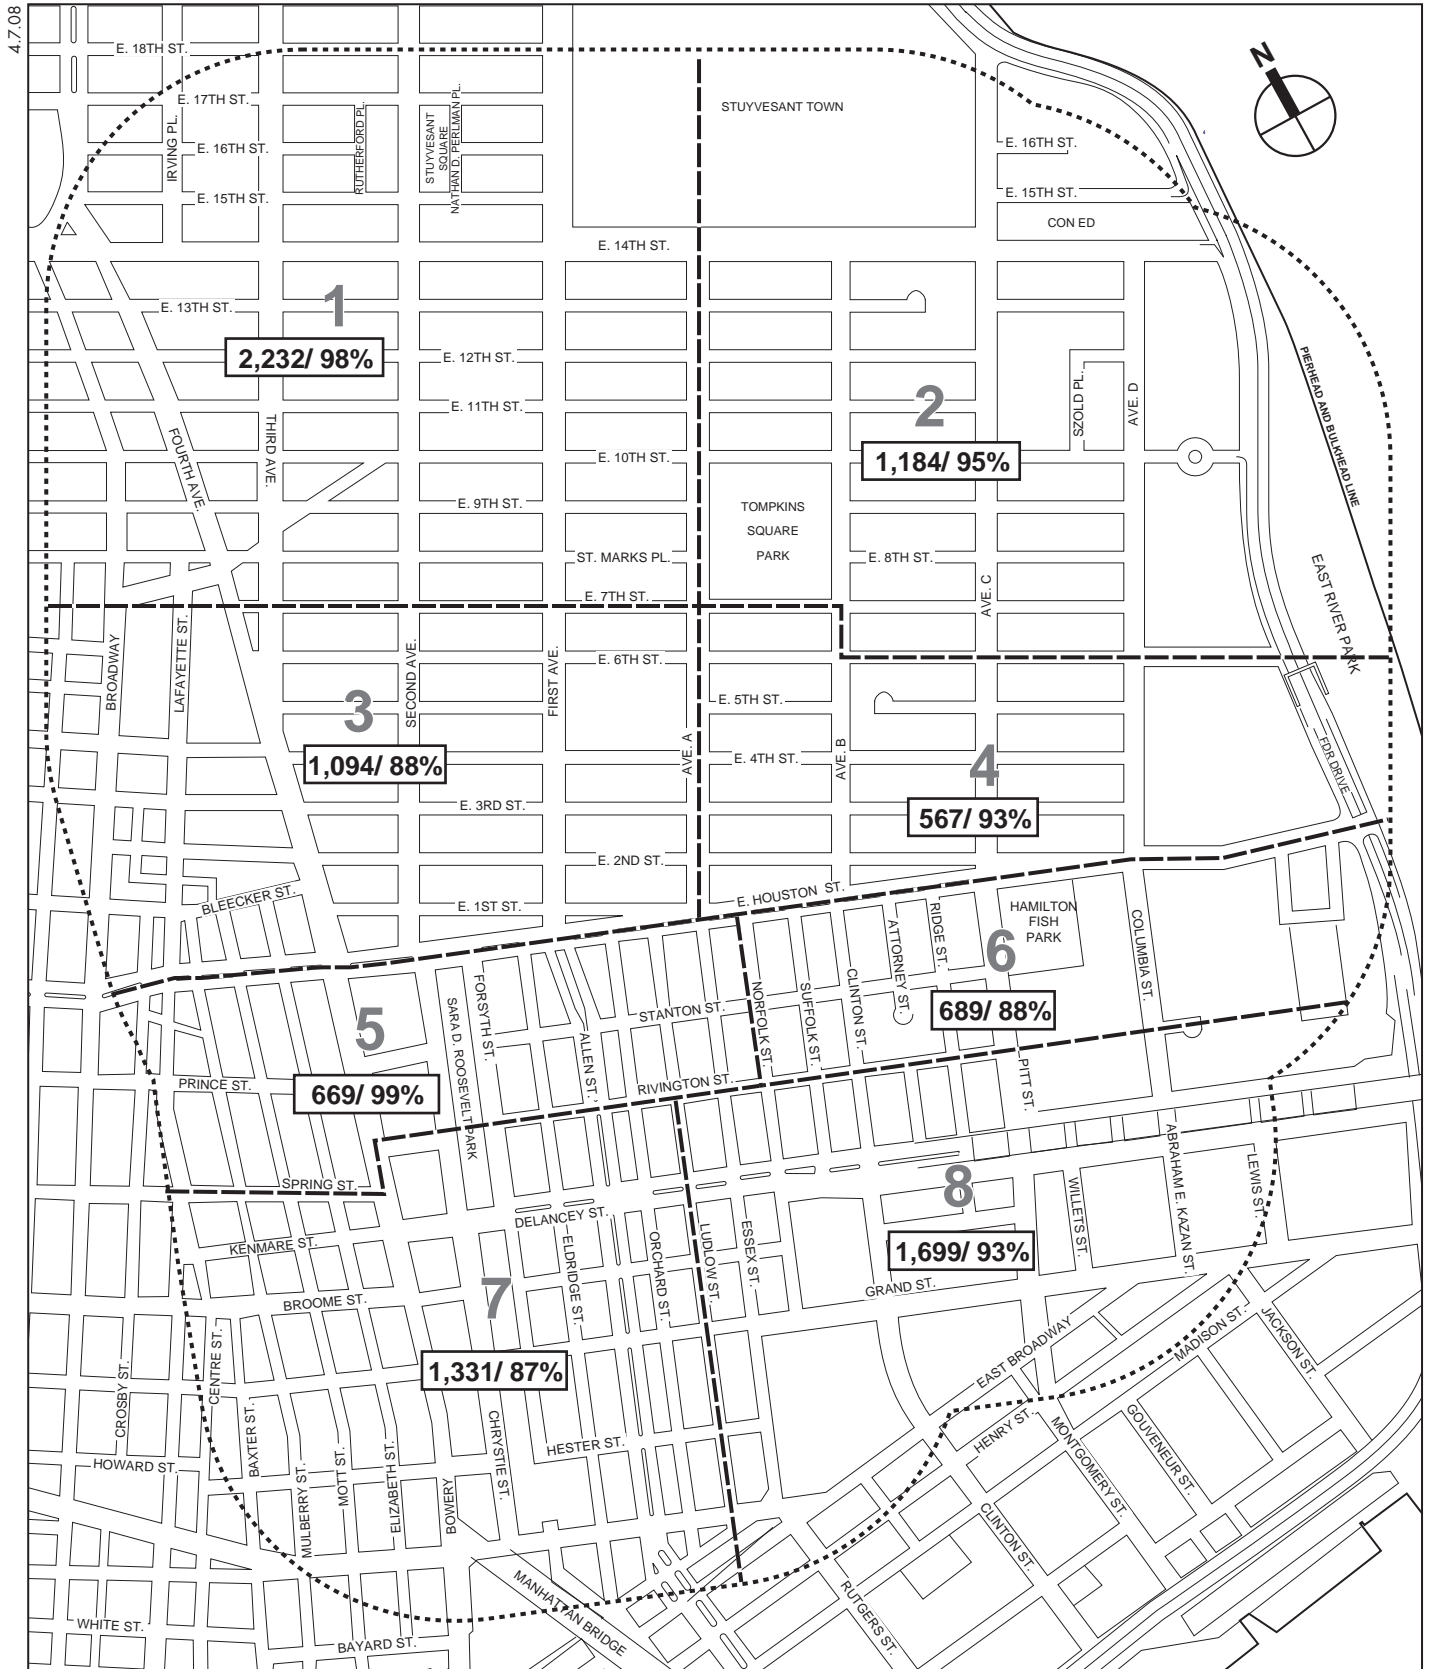 4.7.08
E. 18TH ST.
N
E. 17TH ST.
STUYVESANT TOWN
IRVING PL.
RUTHERFORD PL.
STUYVESANT
SQUARE
NATHAN D. PERLMAN PL.
E. 16TH ST.
E. 16TH ST.
E. 15TH ST.
E. 15TH ST.
CON ED
E. 14TH ST.
1
E. 13TH ST.
2,232/ 98%
E. 12TH ST.
PIERHEAD AND BULKHEAD LINE
SZOLD PL.
AVE. D
2
E. 11TH ST.
THIRD AVE.
FOURTH AVE.
E. 10TH ST.
1,184/ 95%
E. 9TH ST.
TOMPKINS
SQUARE
PARK
ST. MARKS PL.
E. 8TH ST.
E. 7TH ST.
AVE. C
EAST RIVER PARK
BROADWAY
LAFAYETTE ST.
SECOND AVE.
FIRST AVE.
E. 6TH ST.
3
E. 5TH ST.
1,094/ 88%
AVE. A
E. 4TH ST.
AVE. B
4
FDR DRIVE
E. 3RD ST.
567/ 93%
E. 2ND ST.
BLEECKER ST.
E. 1ST ST.
E. HOUSTON ST.
HAMILTON
FISH
PARK
RIDGE ST.
ATTORNEY ST.
COLUMBIA ST.
6
5
FORSYTH ST.
SARA D. ROOSEVELT PARK
STANTON ST.
NORFOLK ST.
SUFFOLK ST.
CLINTON ST.
689/ 88%
ALLEN ST.
PRINCE ST.
669/ 99%
RIVINGTON ST.
PITT ST.
SPRING ST.
8
ABRAHAM E. KAZAN ST.
LEWIS ST.
WILLETS ST.
DELANCEY ST.
KENMARE ST.
ELDRIDGE ST.
ORCHARD ST.
LUDLOW ST.
ESSEX ST.
1,699/ 93%
GRAND ST.
7
BROOME ST.
EAST BROADWAY
MADISON ST.
JACKSON ST.
CENTRE ST.
CROSBY ST.
1,331/ 87%
BAXTER ST.
CHRYSTIE ST.
HESTER ST.
HENRY ST.
MONTGOMERY ST.
GOUVENEUR ST.
HOWARD ST.
MULBERRY ST.
MOTT ST.
ELIZABETH ST.
BOWERY
CLINTON ST.
MANHATTAN BRIDGE
RUTGERS ST.
WHITE ST.
BAYARD ST.